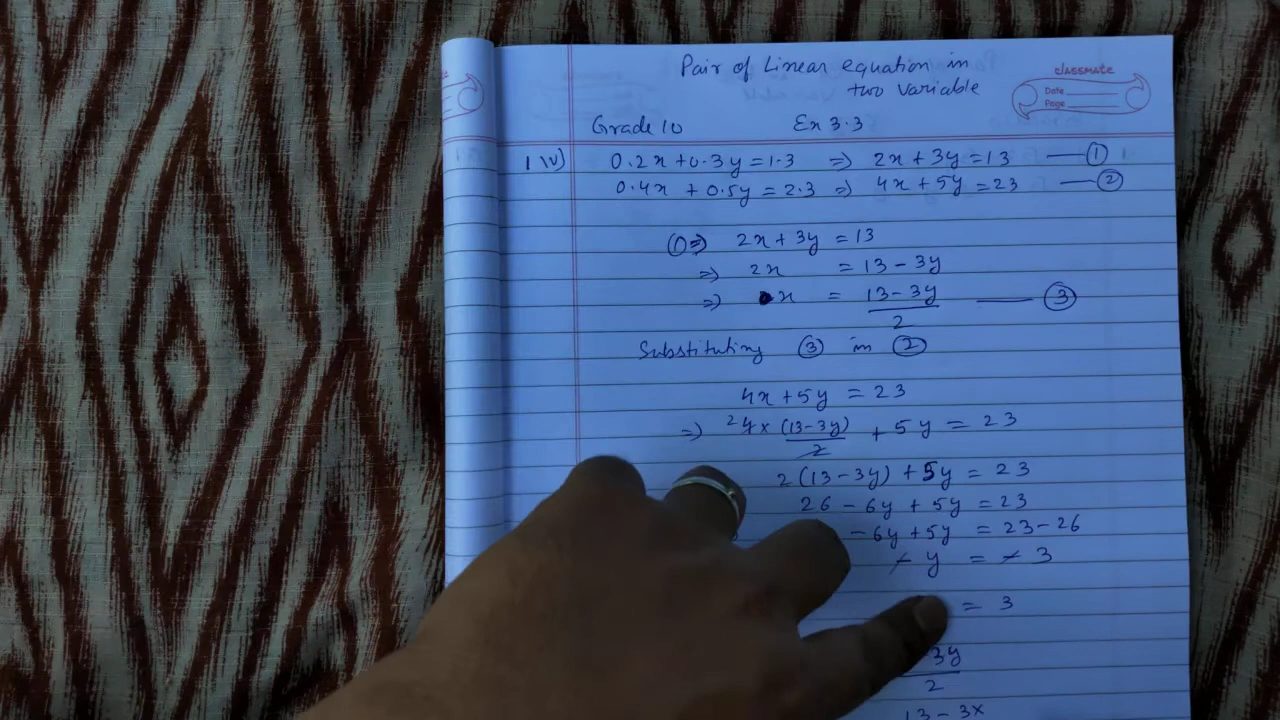 Pair of Linear equation in
two variable
classmate
Date
Page
Grade 10 Ex 3.3
1 iv) 0.2x + 0.3y = 1.3 ⇒ 2x + 3y = 13 — ①
0.4x + 0.5y = 2.3 ⇒ 4x + 5y = 23 — ②
① ⇒ 2x + 3y = 13
⇒ 2x = 13 - 3y
⇒ x = (13 - 3y)/2 — ③
Substituting ③ in ②
4x + 5y = 23
⇒ ²4 × (13 - 3y)/2 + 5y = 23
2(13 - 3y) + 5y = 23
26 - 6y + 5y = 23
- 6y + 5y = 23 - 26
- y = - 3
= 3
- 3y
2
13 - 3x